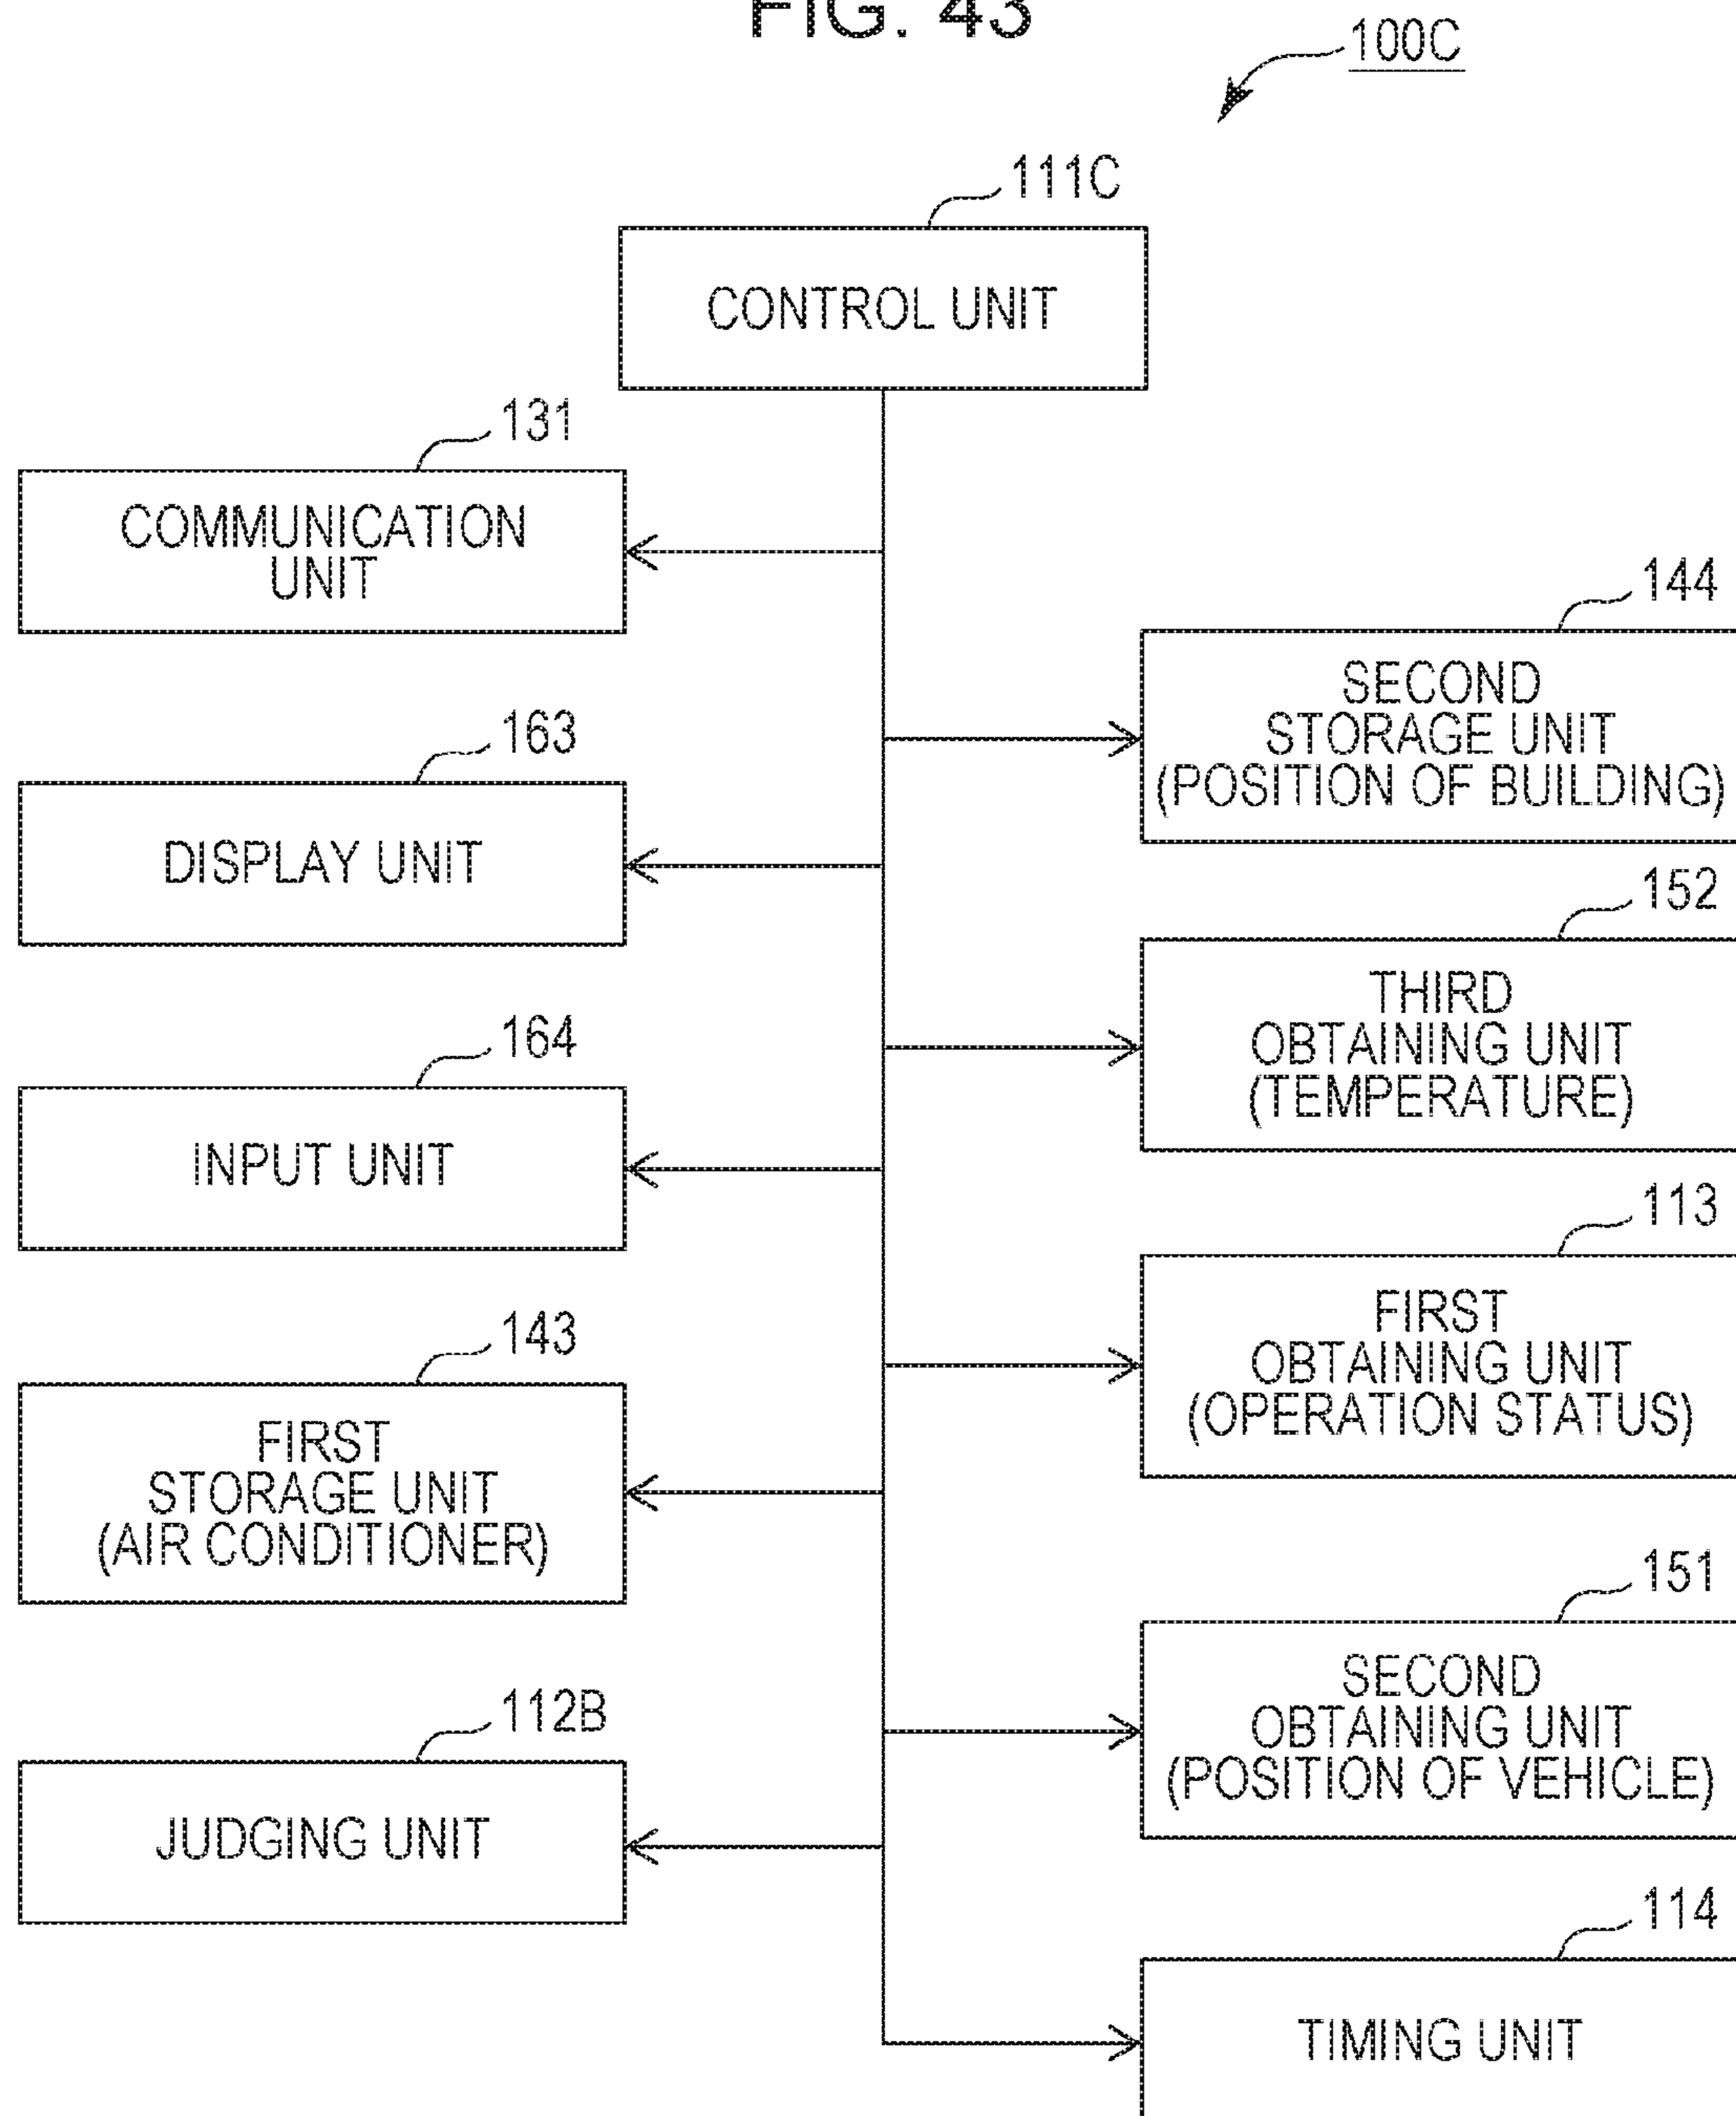 FIG. 43
100C
111C
CONTROL UNIT
131
COMMUNICATION
UNIT
144
SECOND
STORAGE UNIT
(POSITION OF BUILDING)
163
DISPLAY UNIT
152
THIRD
OBTAINING UNIT
(TEMPERATURE)
164
INPUT UNIT
113
FIRST
OBTAINING UNIT
(OPERATION STATUS)
143
FIRST
STORAGE UNIT
(AIR CONDITIONER)
151
SECOND
OBTAINING UNIT
(POSITION OF VEHICLE)
112B
JUDGING UNIT
114
TIMING UNIT